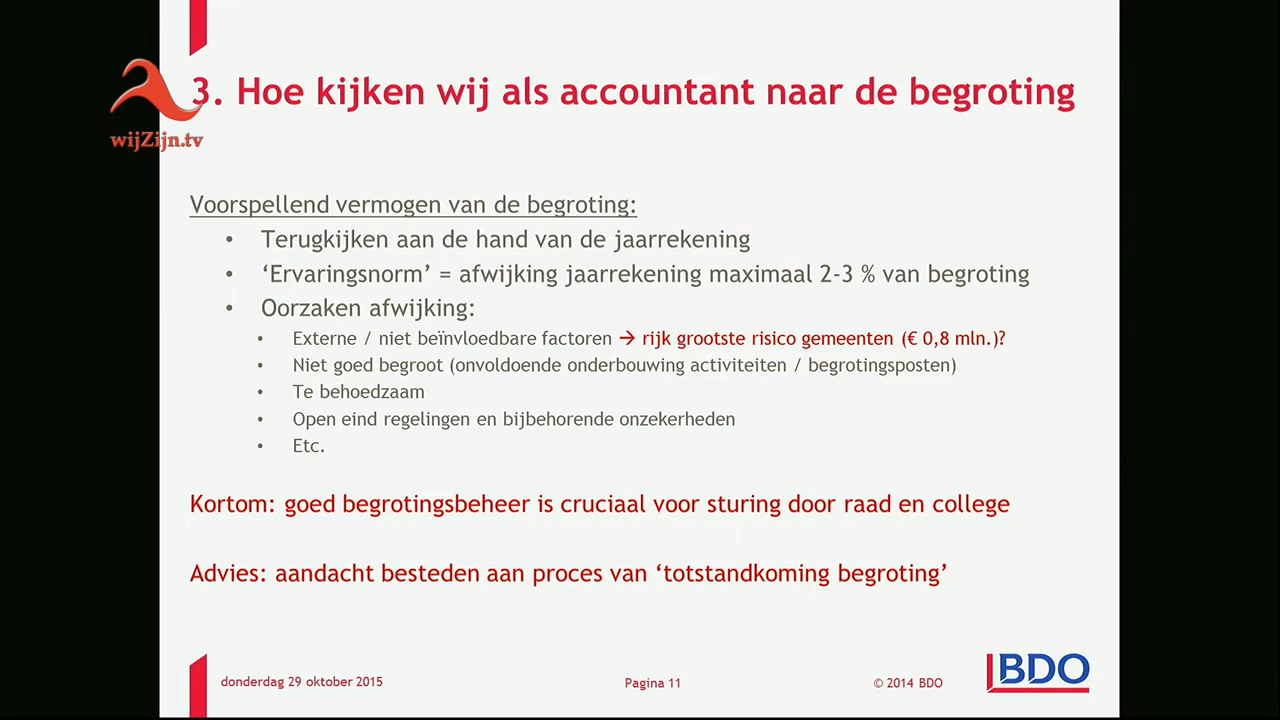 3. Hoe kijken wij als accountant naar de begroting
wijZijn.tv
Voorspellend vermogen van de begroting:
• Terugkijken aan de hand van de jaarrekening
• ‘Ervaringsnorm’ = afwijking jaarrekening maximaal 2-3 % van begroting
• Oorzaken afwijking:
• Externe / niet beïnvloedbare factoren → rijk grootste risico gemeenten (€ 0,8 mln.)?
• Niet goed begroot (onvoldoende onderbouwing activiteiten / begrotingsposten)
• Te behoedzaam
• Open eind regelingen en bijbehorende onzekerheden
• Etc.
Kortom: goed begrotingsbeheer is cruciaal voor sturing door raad en college
Advies: aandacht besteden aan proces van ‘totstandkoming begroting’
donderdag 29 oktober 2015
Pagina 11
© 2014 BDO
BDO